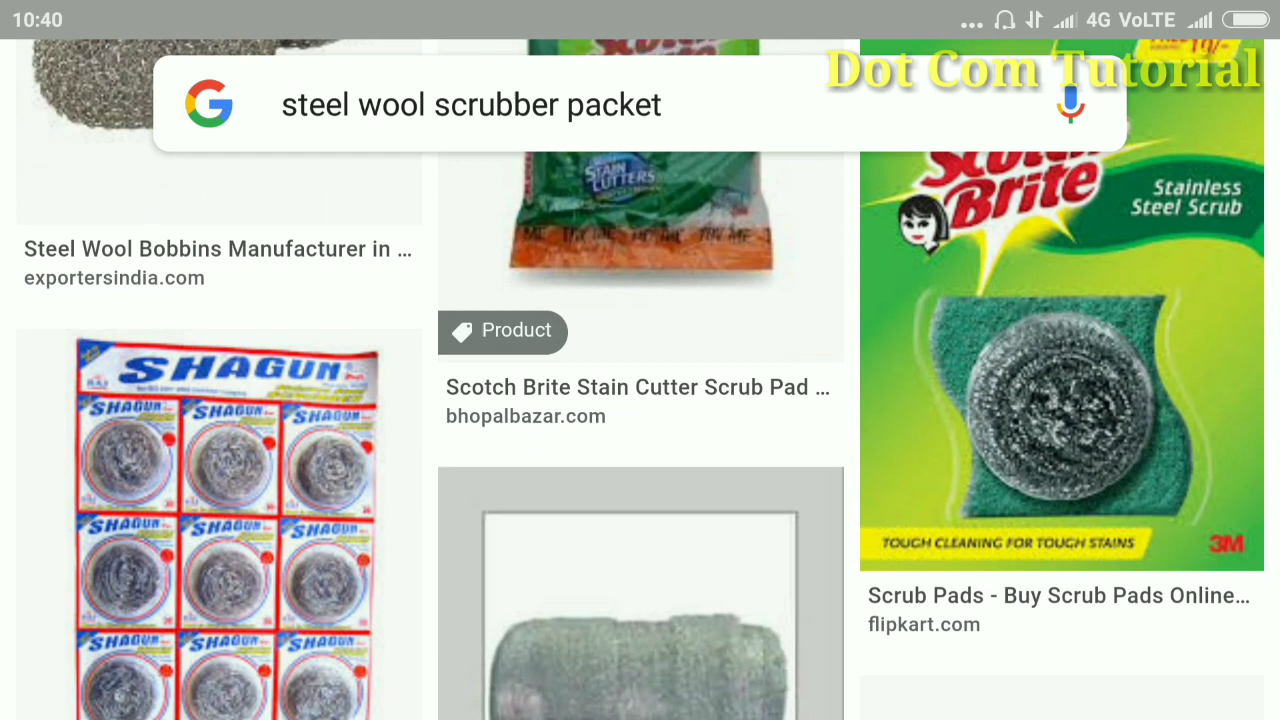 10:40
4G VoLTE
Dot Com Tutorial
steel wool scrubber packet
Steel Wool Bobbins Manufacturer in ...
exportersindia.com
SHAGUN
SHAGUN SHAGUN SHAGUN
SHAGUN SHAGUN SHAGUN
SHAGUN SHAGUN SHAGUN
STAIN
CUTTERS
Product
Scotch Brite Stain Cutter Scrub Pad ...
bhopalbazar.com
Scotch
Brite
Stainless
Steel Scrub
TOUGH CLEANING FOR TOUGH STAINS
3M
Scrub Pads - Buy Scrub Pads Online...
flipkart.com